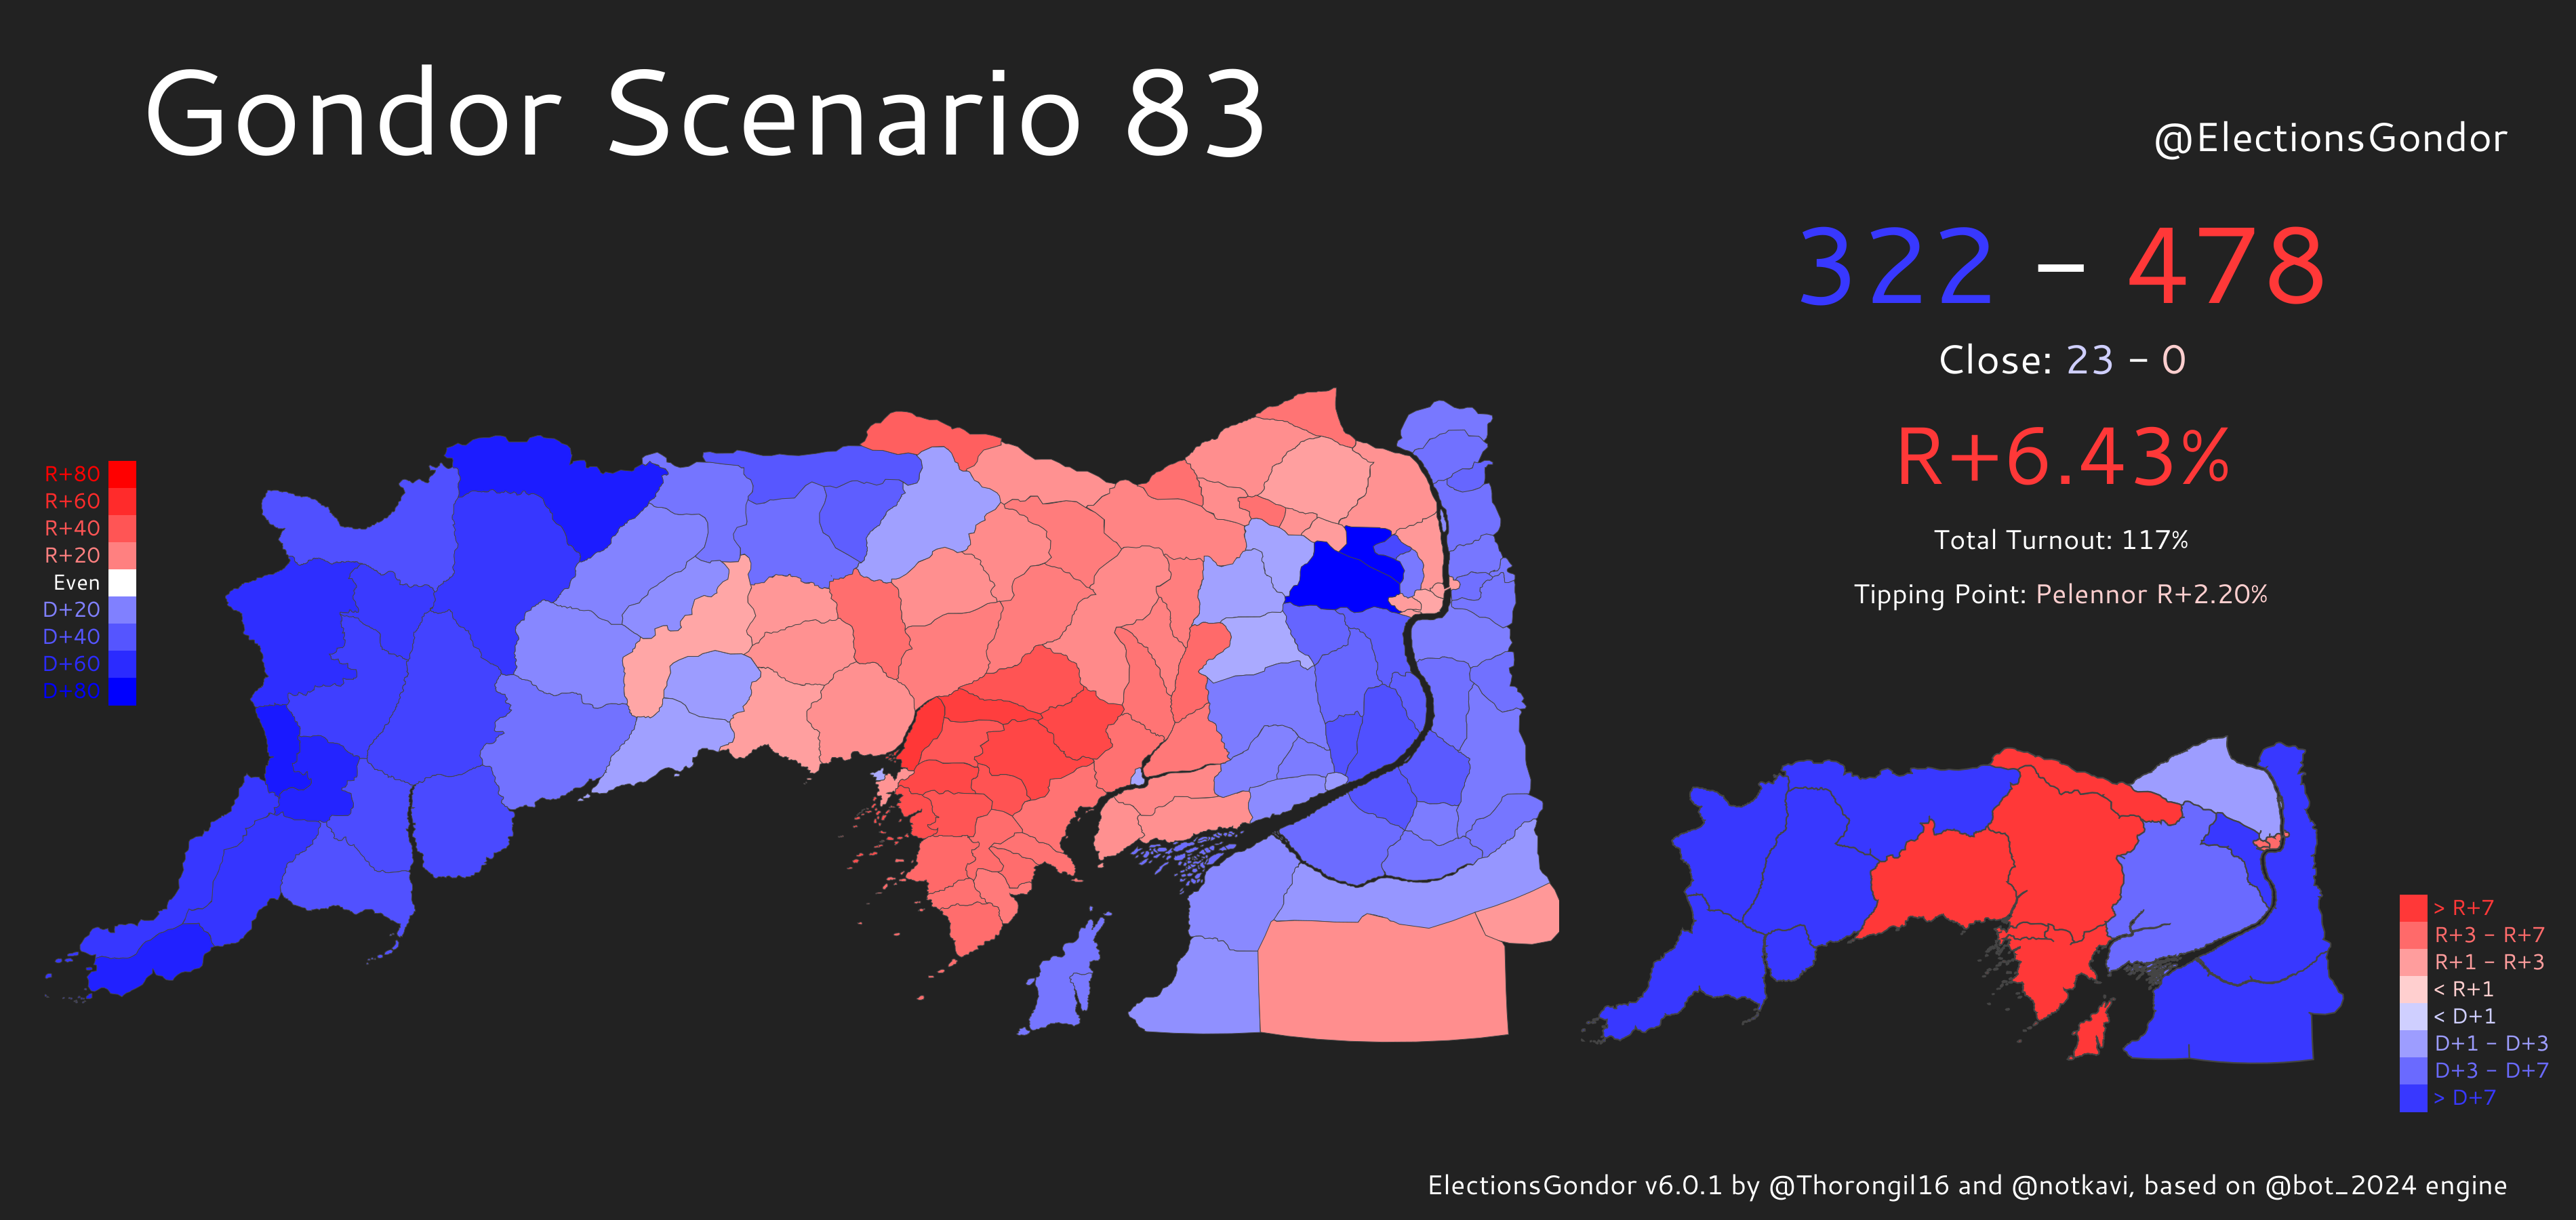 Gondor Scenario 83
@ElectionsGondor
322 - 478
Close: 23 - 0
R+6.43%
Total Turnout: 117%
Tipping Point: Pelennor R+2.20%
R+80
R+60
R+40
R+20
Even
D+20
D+40
D+60
D+80
> R+7
R+3 - R+7
R+1 - R+3
< R+1
< D+1
D+1 - D+3
D+3 - D+7
> D+7
ElectionsGondor v6.0.1 by @Thorongil16 and @notkavi, based on @bot_2024 engine